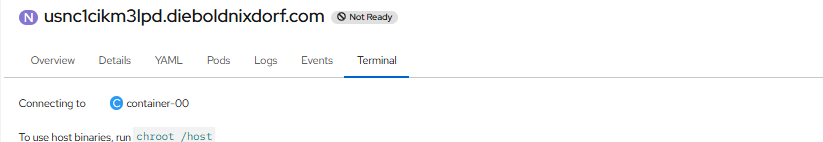 N usnc1cikm3lpd.dieboldnixdorf.com Not Ready
Overview Details YAML Pods Logs Events Terminal
Connecting to C container-00
To use host binaries, run chroot /host